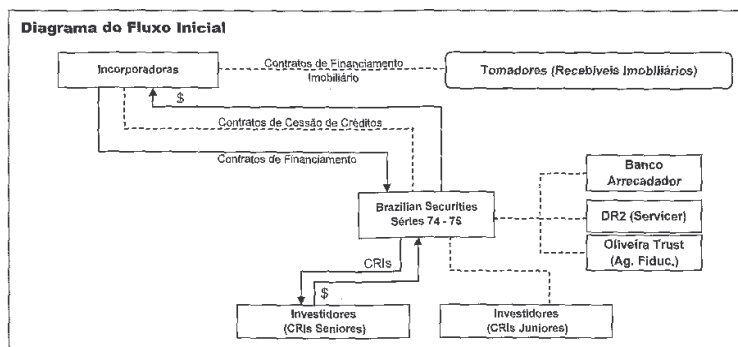 Diagrama do Fluxo Inicial
Incorporadoras
Contratos de Financiamento
Imobiliário
Tomadores (Recebíveis Imobiliários)
$
Contratos de Cessão de Créditos
Contratos de Financiamento
Banco
Arrecadador
Brazilian Securities
Séries 74 - 75
DR2 (Servicer)
Oliveira Trust
(Ag. Fiduc.)
CRIs
$
Investidores
(CRIs Seniores)
Investidores
(CRIs Juniores)